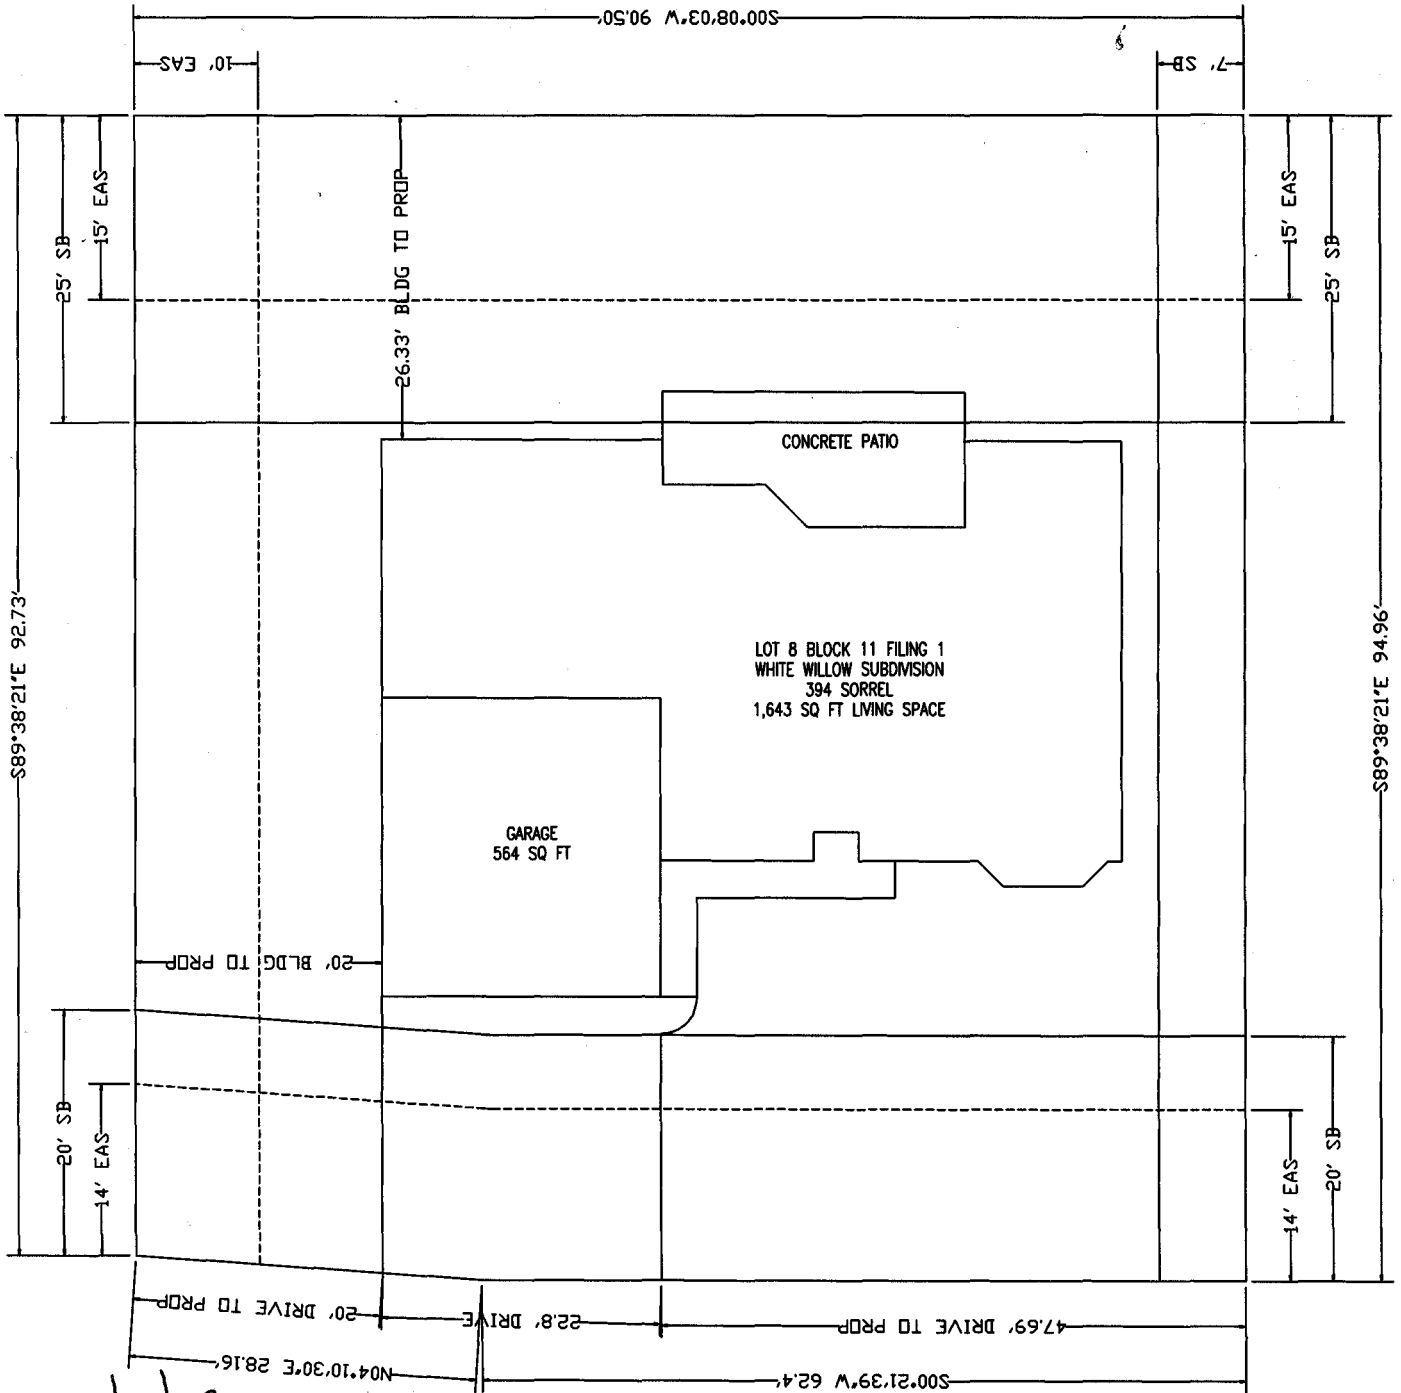 S00°08'03"W 90.50'
10' EAS
7' SB
15' EAS
25' SB
26.33' BLDG TO PROP
15' EAS
25' SB
CONCRETE PATIO
S89°38'21"E 92.73'
S89°38'21"E 94.96'
LOT 8 BLOCK 11 FILING 1
WHITE WILLOW SUBDIVISION
394 SORREL
1,643 SQ FT LIVING SPACE
GARAGE
564 SQ FT
20' BLDG TO PROP
20' SB
14' EAS
14' EAS
20' SB
20' DRIVE TO PROP
22.8' DRIVE
47.69' DRIVE TO PROP
N04°10'30"E 28.16'
S00°21'39"W 62.4'